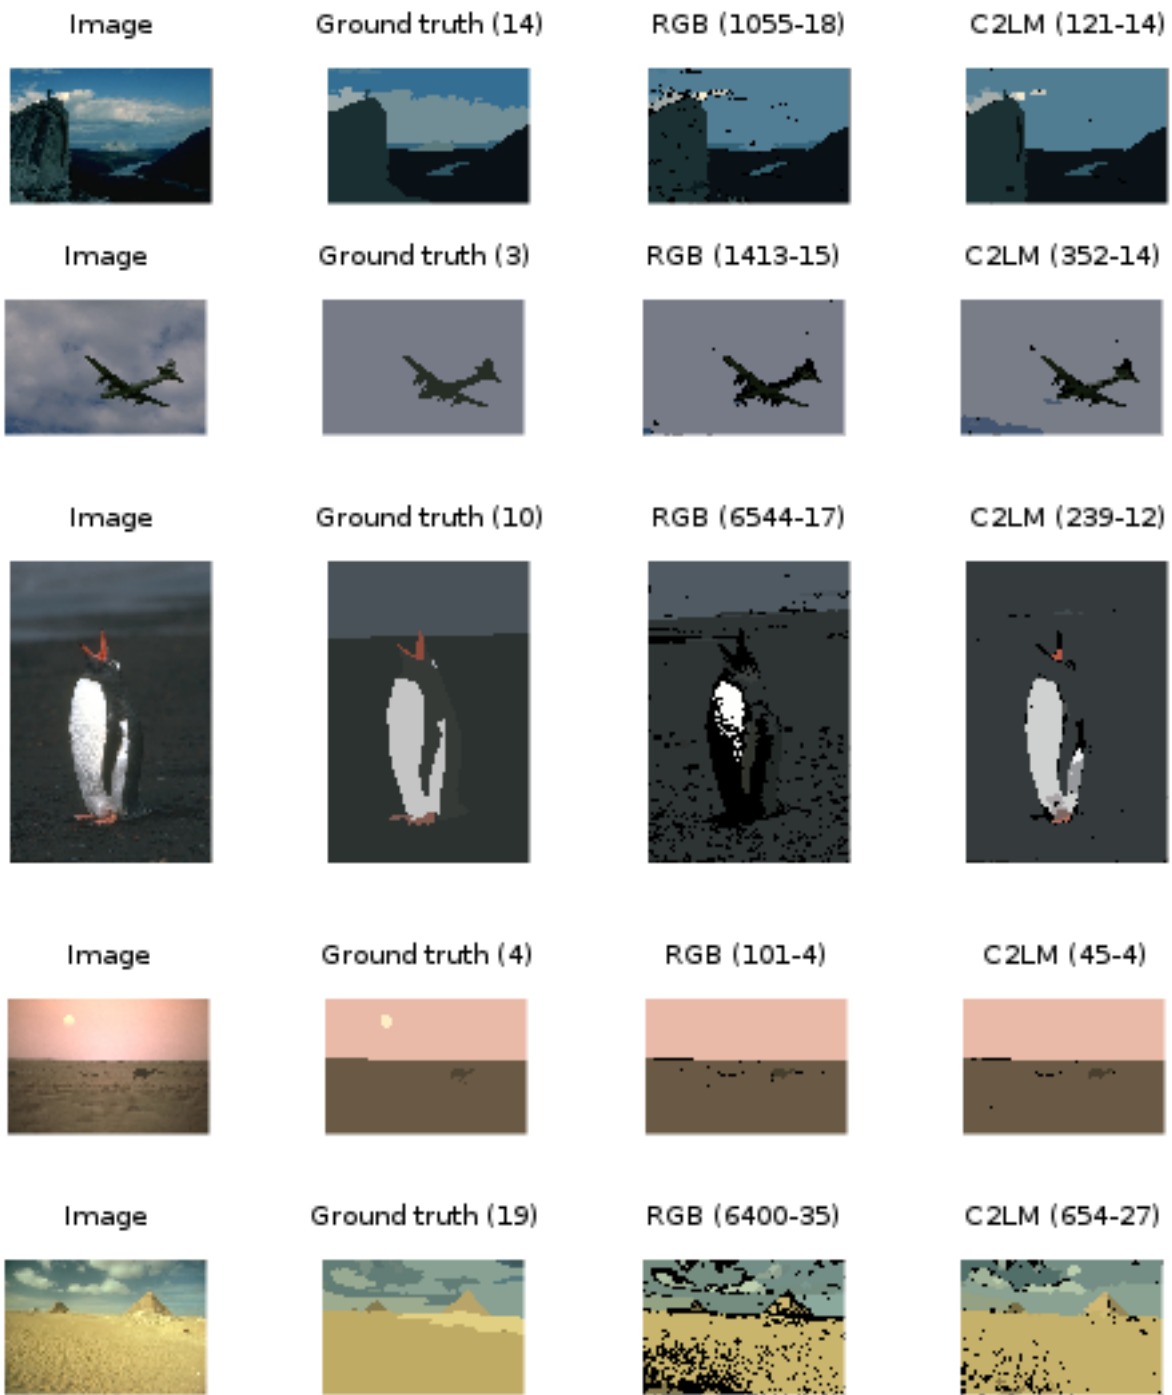 Image Ground truth (14) RGB (1055-18) C2LM (121-14)
Image Ground truth (3) RGB (1413-15) C2LM (352-14)
Image Ground truth (10) RGB (6544-17) C2LM (239-12)
Image Ground truth (4) RGB (101-4) C2LM (45-4)
Image Ground truth (19) RGB (6400-35) C2LM (654-27)